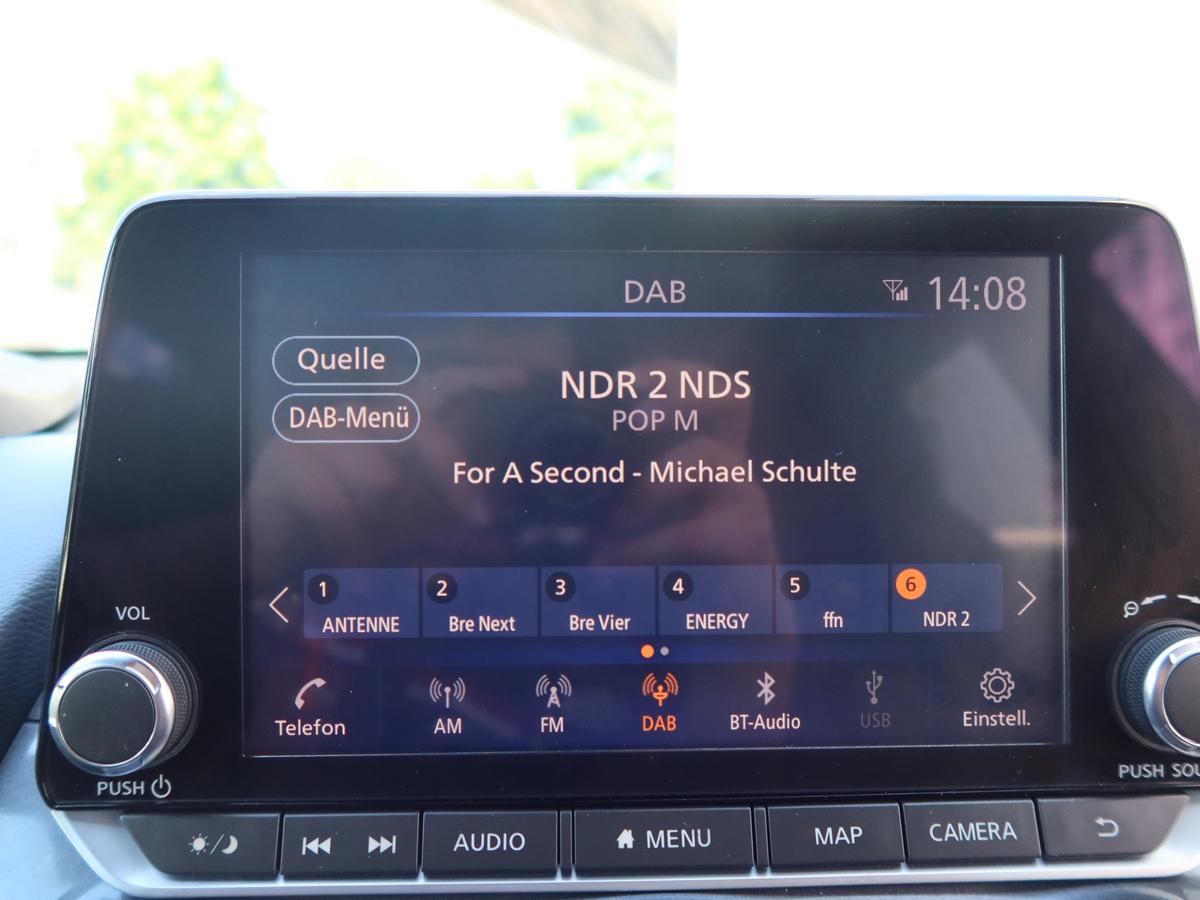 DAB
14:08
Quelle
DAB-Menü
NDR 2 NDS
POP M
For A Second - Michael Schulte
1 ANTENNE
2 Bre Next
3 Bre Vier
4 ENERGY
5 ffn
6 NDR 2
Telefon
AM
FM
DAB
BT-Audio
USB
Einstell.
VOL
PUSH
PUSH SOU
AUDIO
MENU
MAP
CAMERA